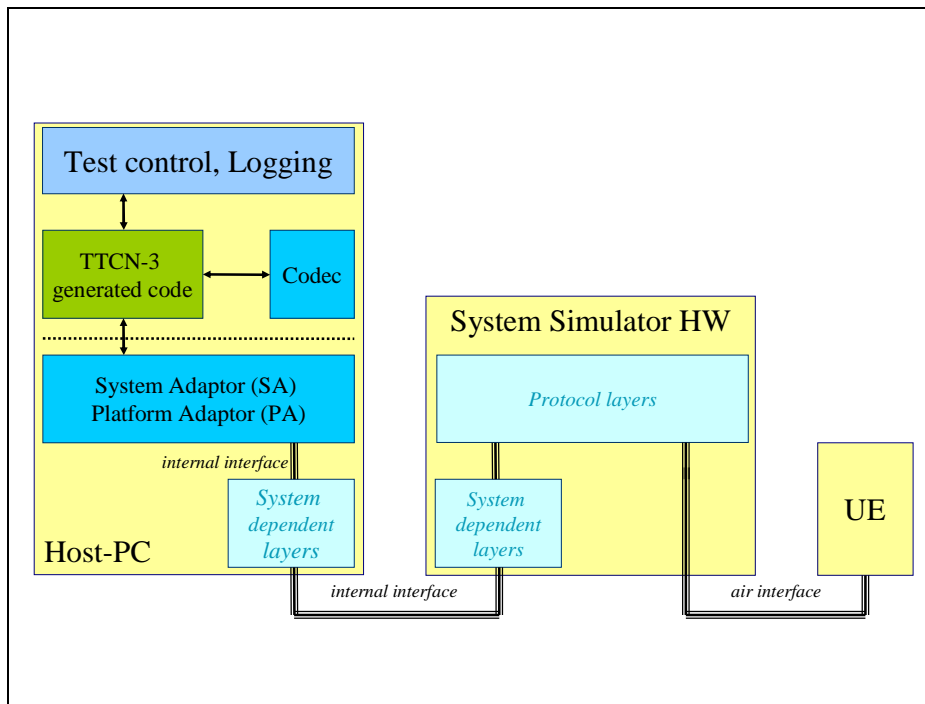 Test control, Logging
TTCN-3
generated code
Codec
System Adaptor (SA)
Platform Adaptor (PA)
internal interface
System
dependent
layers
Host-PC
internal interface
System Simulator HW
Protocol layers
System
dependent
layers
air interface
UE